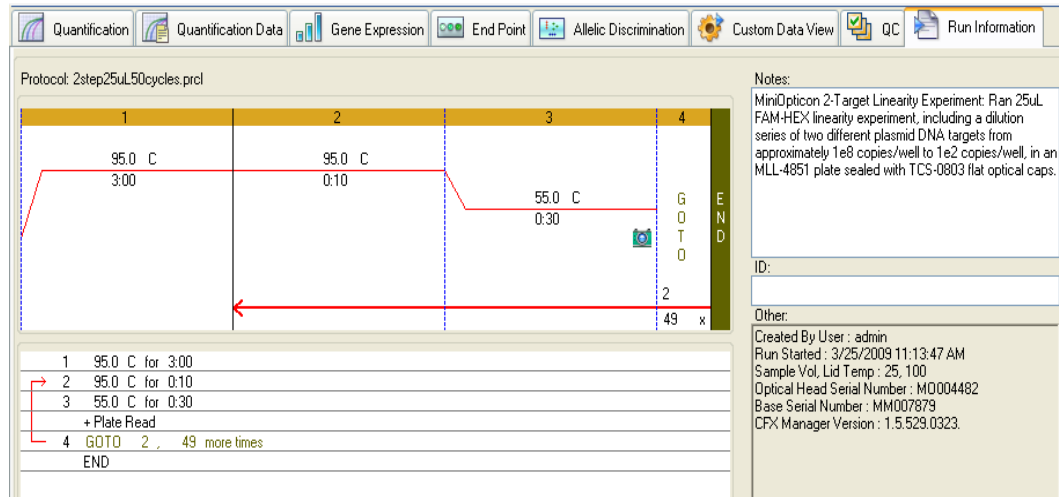 Quantification Quantification Data Gene Expression End Point Allelic Discrimination Custom Data View QC Run Information
Protocol: 2step25uL50cycles.prcl
1 2 3 4
95.0 C
3:00
95.0 C
0:10
55.0 C
0:30
GOTO
END
2
49 x
1 95.0 C for 3:00
2 95.0 C for 0:10
3 55.0 C for 0:30
+ Plate Read
4 GOTO 2 , 49 more times
END
Notes:
MiniOpticon 2-Target Linearity Experiment: Ran 25uL
FAM-HEX linearity experiment, including a dilution
series of two different plasmid DNA targets from
approximately 1e8 copies/well to 1e2 copies/well, in an
MLL-4851 plate sealed with TCS-0803 flat optical caps.
ID:
Other:
Created By User : admin
Run Started : 3/25/2009 11:13:47 AM
Sample Vol, Lid Temp : 25, 100
Optical Head Serial Number : MO004482
Base Serial Number : MM007879
CFX Manager Version : 1.5.529.0323.